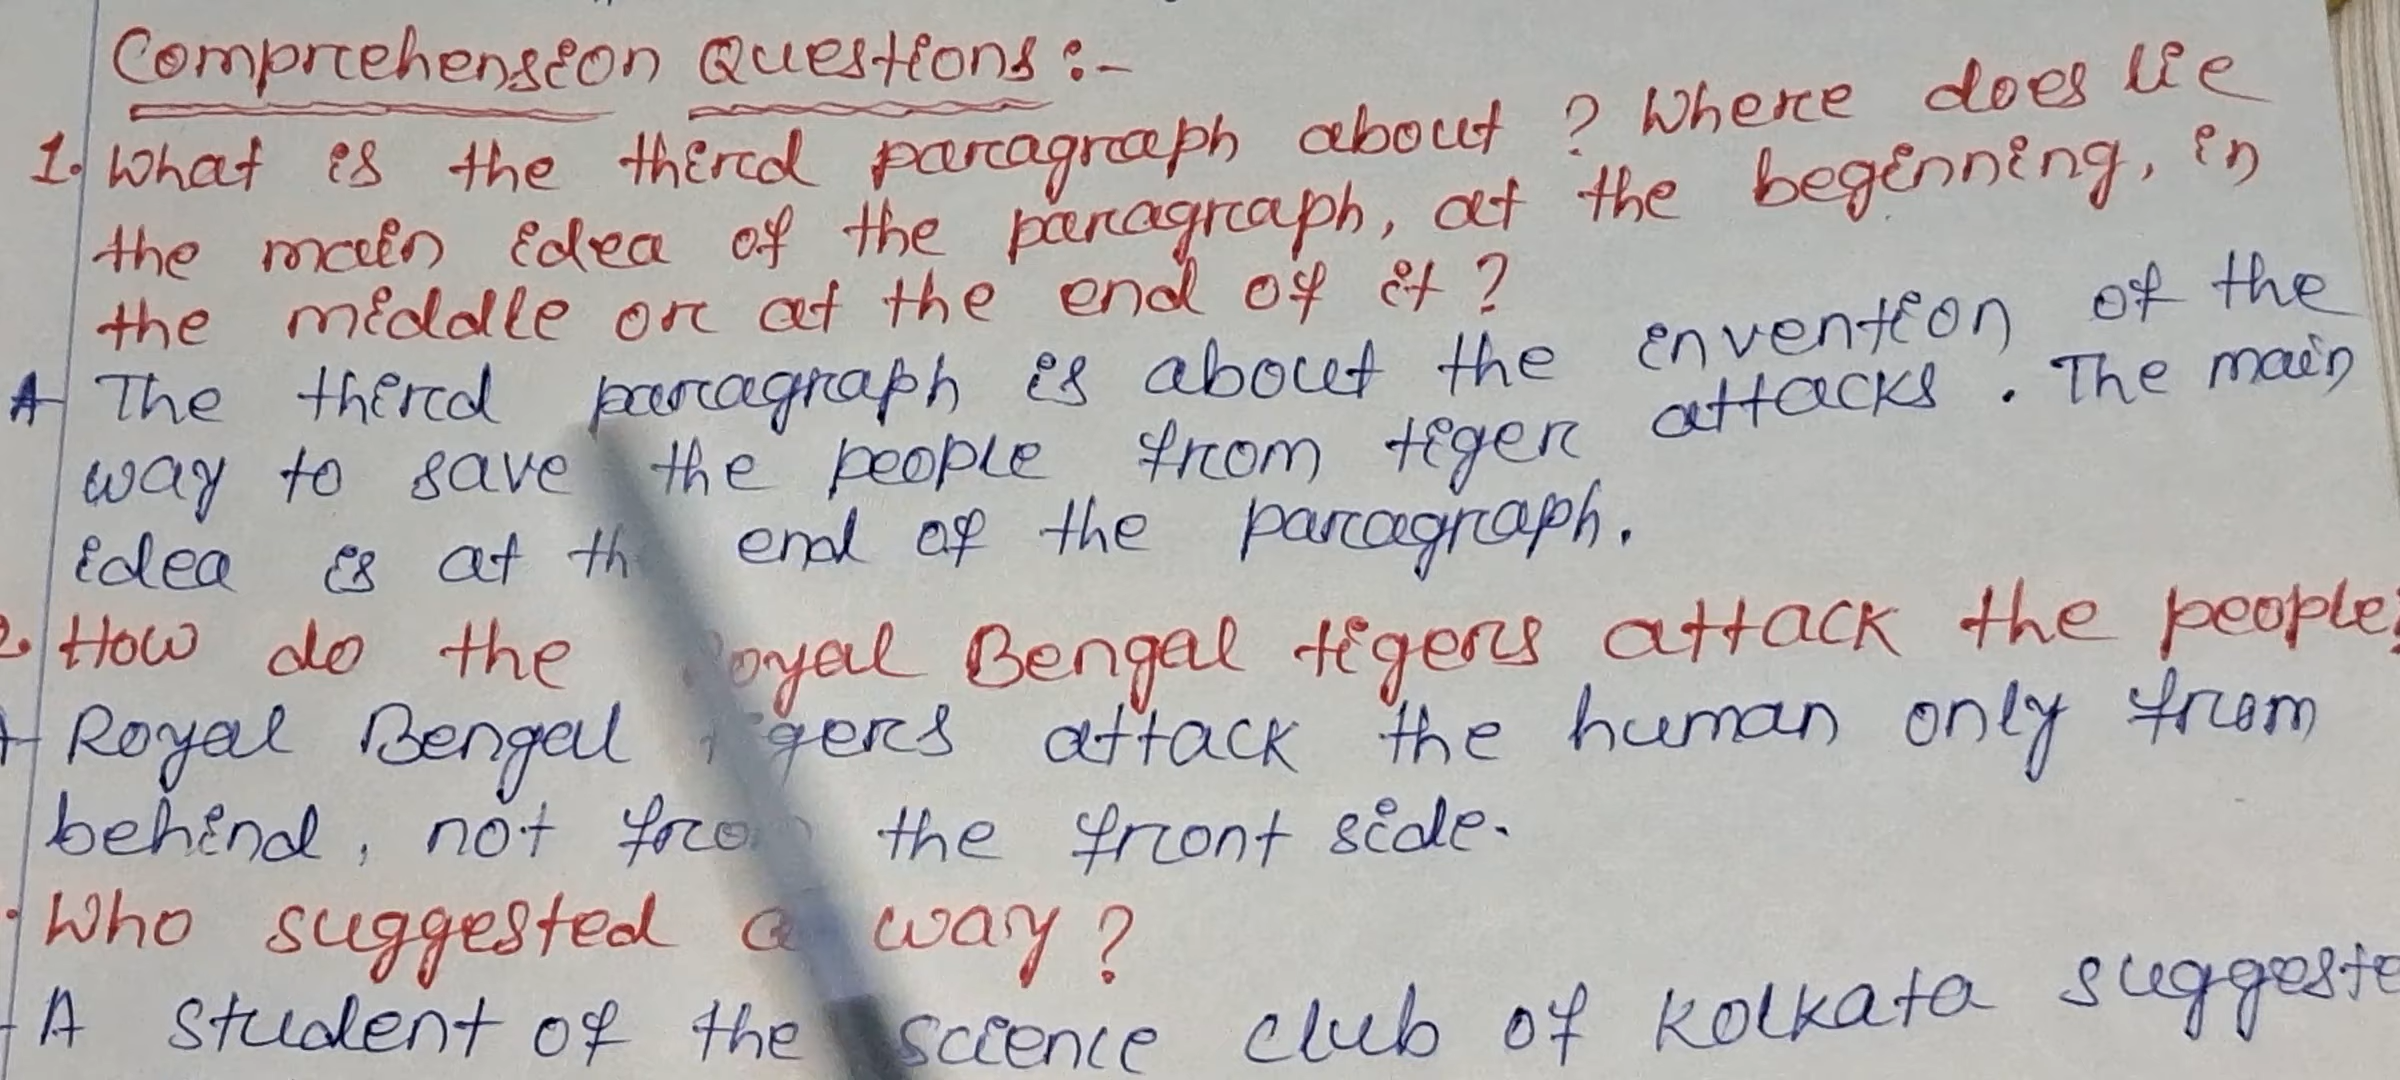 Comprehension Questions :-
1. What is the third paragraph about ? Where does lie
the main idea of the paragraph, at the beginning, in
the middle or at the end of it ?
A The third paragraph is about the invention of the
way to save the people from tiger attacks. The main
idea is at th end of the paragraph.
2. How do the Royal Bengal tigers attack the people
Royal Bengal tigers attack the human only from
behind, not from the front side.
Who suggested a way ?
A student of the science club of Kolkata suggeste